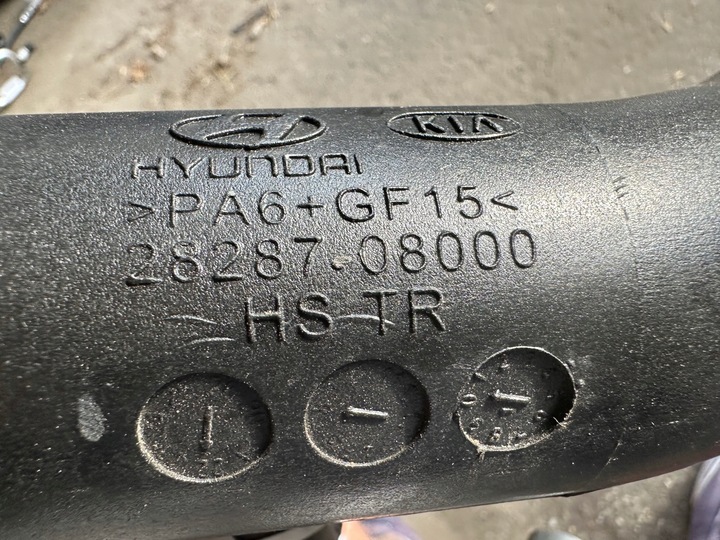 KIA
HYUNDAI
>PA6+GF15<
28287-08000
HS TR